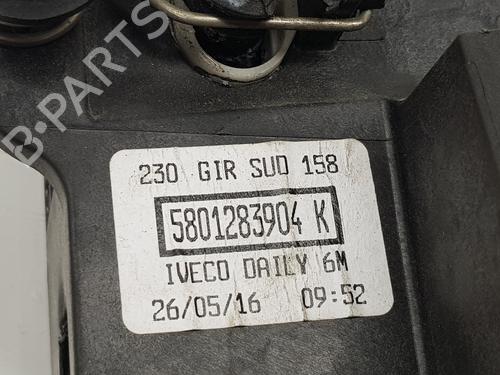 B-PARTS
230 GIR SUD 158
5801283904 K
IVECO DAILY 6M
26/05/16 09:52